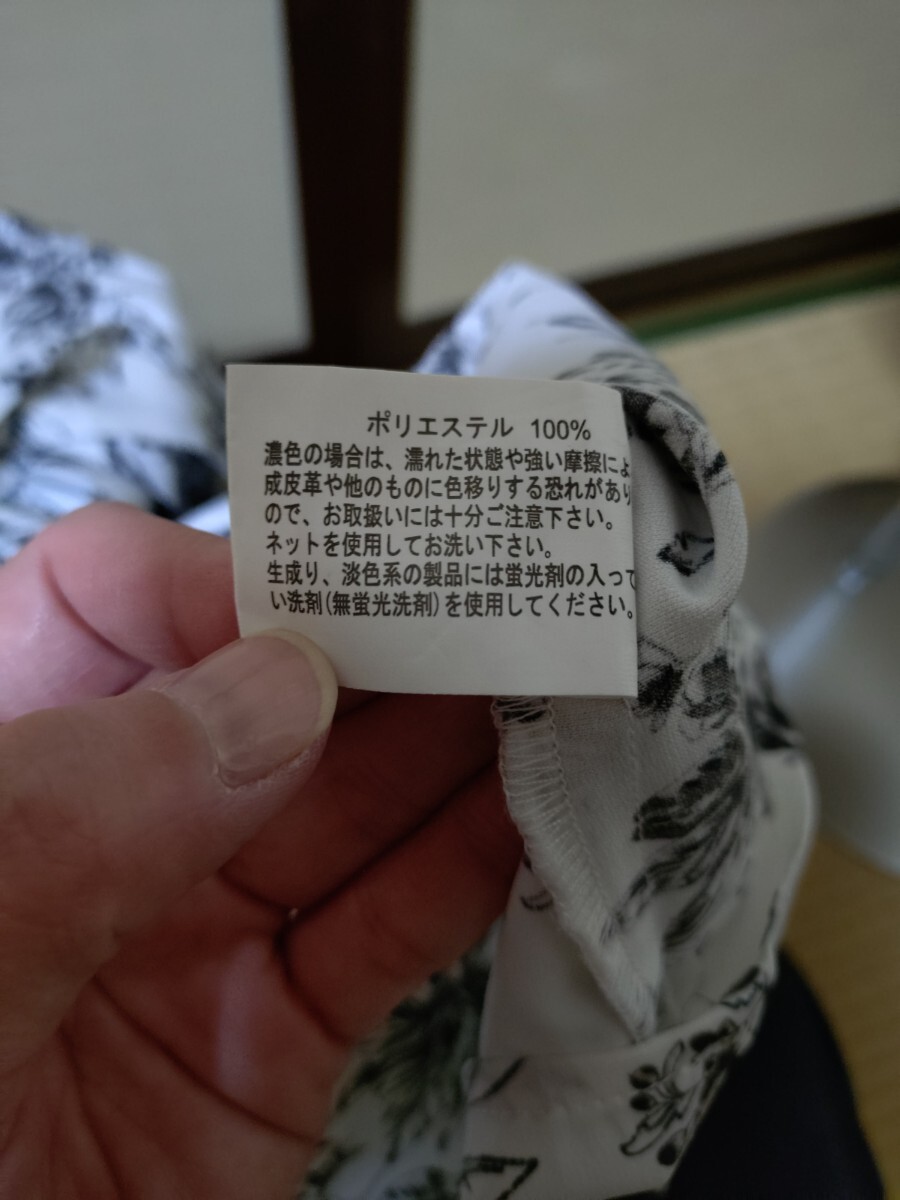 ポリエステル 100%
濃色の場合は、濡れた状態や強い摩擦によ
成皮革や他のものに色移りする恐れがあり
ので、お取扱いには十分ご注意下さい。
ネットを使用してお洗い下さい。
生成り、淡色系の製品には蛍光剤の入って
い洗剤(無蛍光洗剤)を使用してください。